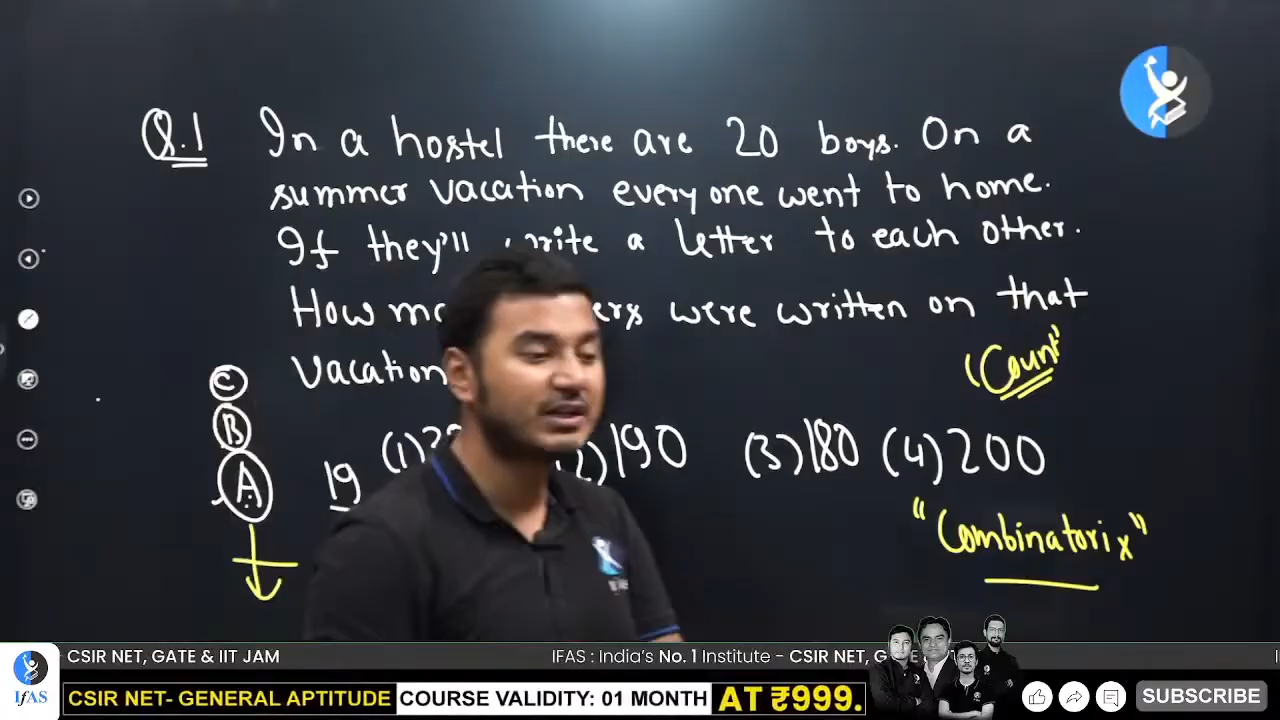 Q.1 In a hostel there are 20 boys. On a
summer vacation everyone went to home.
If they'll write a letter to each other.
How were written on that
vacation
"Count"
C
B
A
19 (1) (2) 190 (3) 180 (4) 200
"Combinatorix"
CSIR NET, GATE & IIT JAM
IFAS : India's No. 1 Institute - CSIR NET,
IfAS
CSIR NET- GENERAL APTITUDE COURSE VALIDITY: 01 MONTH AT ₹999.
SUBSCRIBE